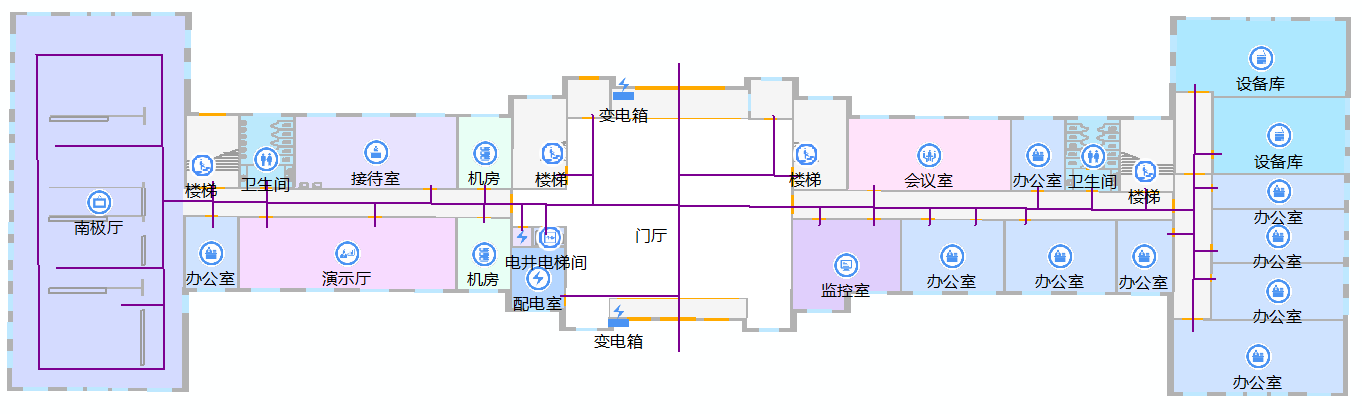 设备库
变电箱
设备库
楼梯
卫生间
接待室
机房
楼梯
楼梯
会议室
办公室
卫生间
楼梯
南极厅
办公室
门厅
办公室
演示厅
机房
电井电梯间
配电室
监控室
办公室
办公室
办公室
办公室
办公室
变电箱
办公室